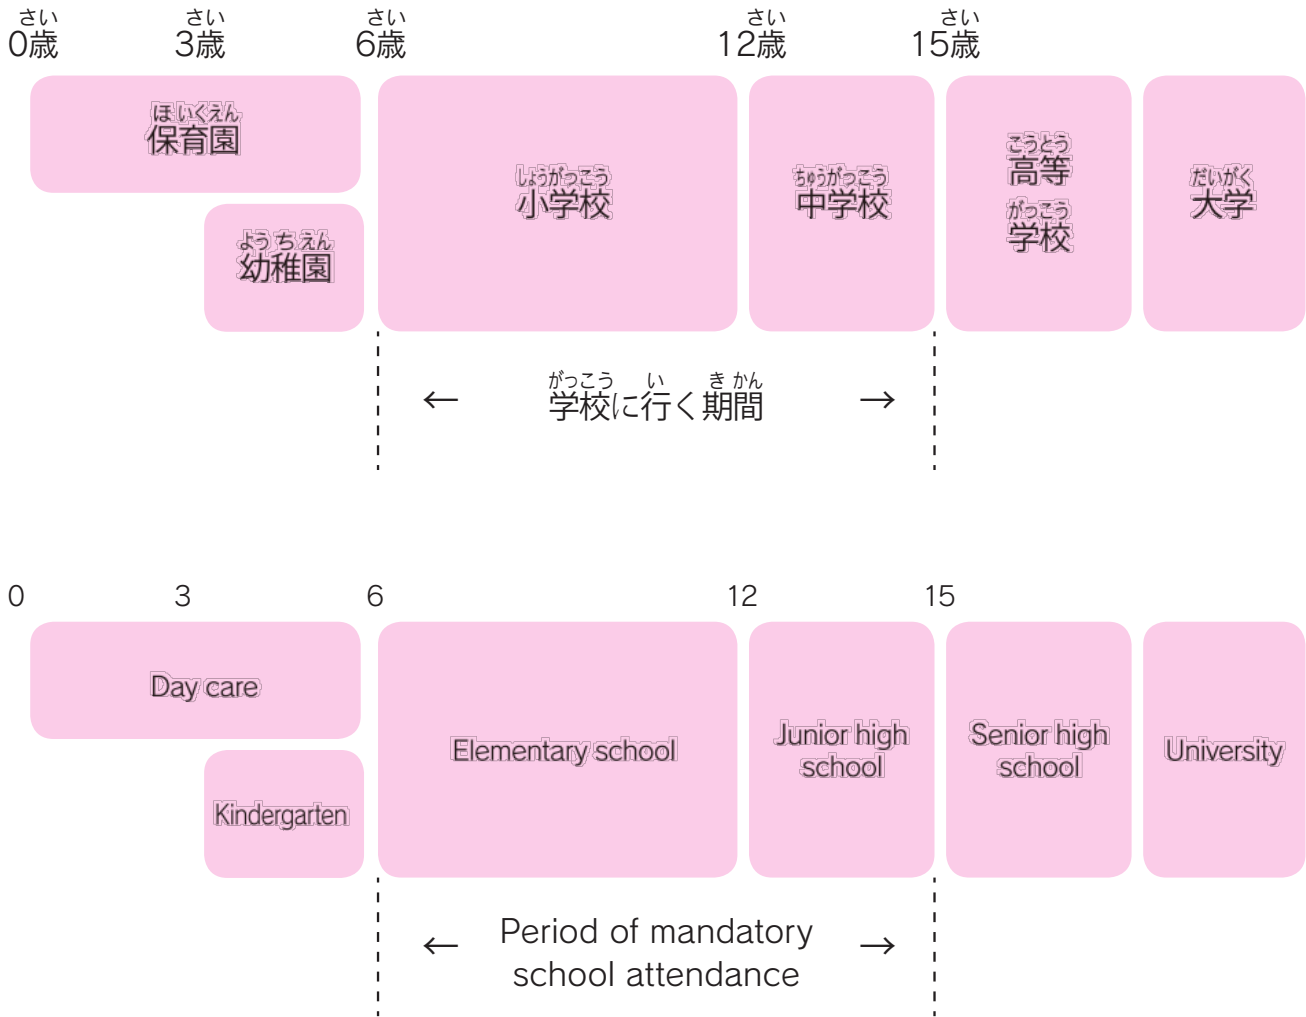 さい さい さい さい さい
0歳 3歳 6歳 12歳 15歳
ほいくえん
保育園
ようちえん
幼稚園
しょうがっこう
小学校
ちゅうがっこう
中学校
こうとう
高等
がっこう
学校
だいがく
大学
がっこう い きかん
← 学校に行く期間 →
0 3 6 12 15
Day care
Kindergarten
Elementary school
Junior high
school
Senior high
school
University
← Period of mandatory →
school attendance